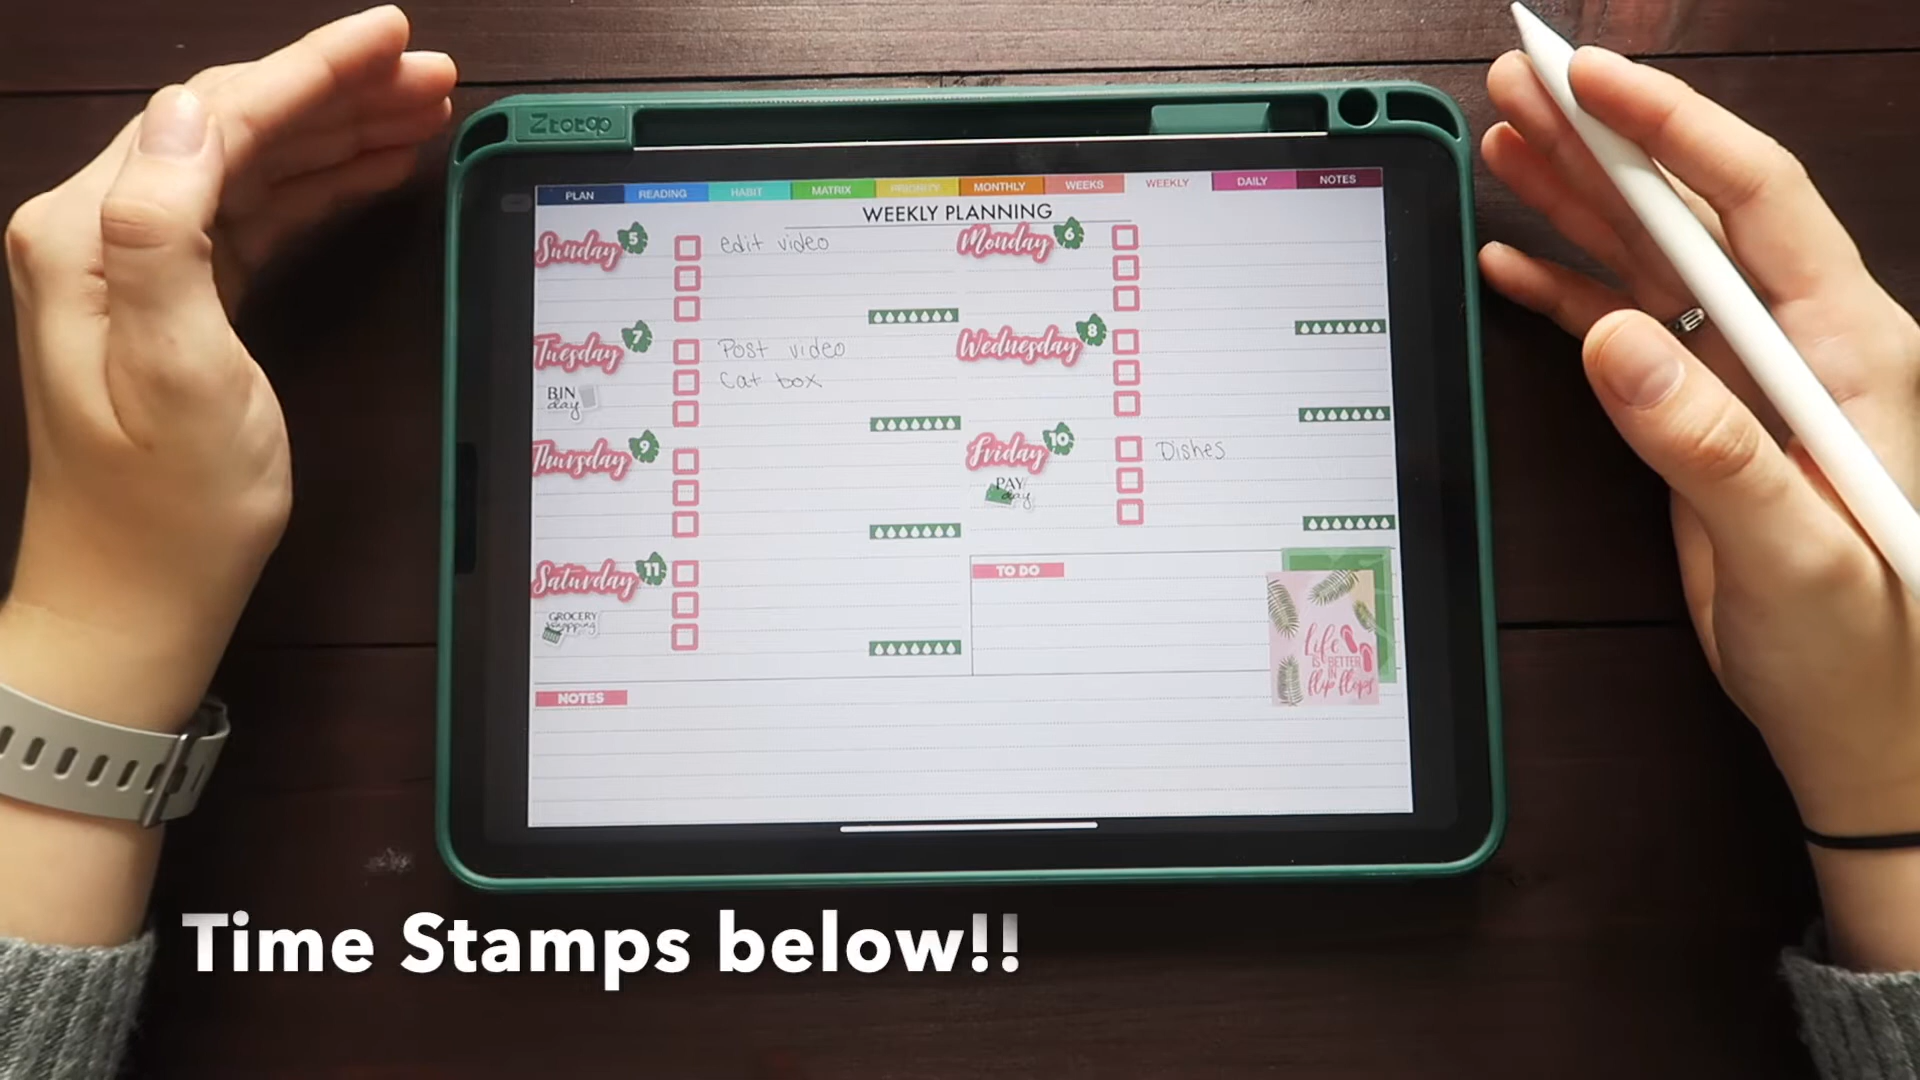 Ztotop
PLAN READING HABIT MATRIX PRIORITY MONTHLY WEEKS WEEKLY DAILY NOTES
WEEKLY PLANNING
Sunday 5
edit video
Monday 6
Tuesday 7
Post video
Cat box
BIN
day
Wednesday 8
Thursday 9
Friday 10
Dishes
PAY
day
Saturday 11
GROCERY
shopping
TO DO
Life
IS BETTER
IN
flip flops
NOTES
Time Stamps below!!